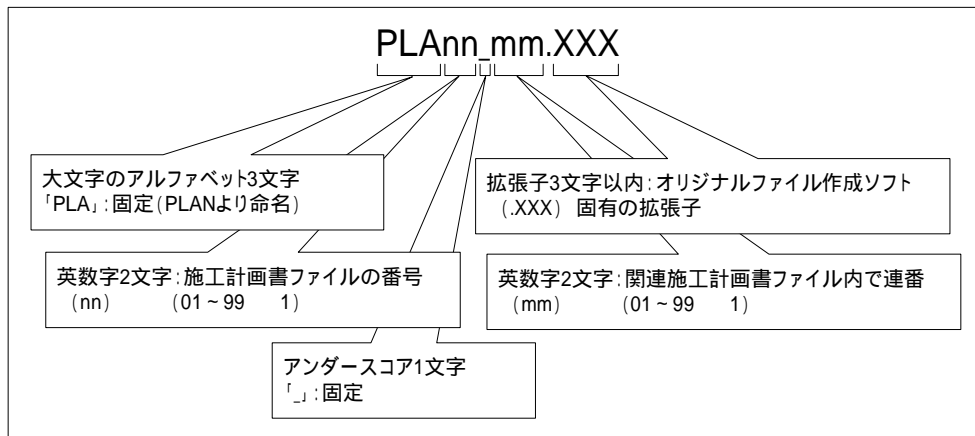 PLAnn_mm.XXX
大文字のアルファベット3文字
「PLA」:固定(PLANより命名)
拡張子3文字以内:オリジナルファイル作成ソフト
(.XXX) 固有の拡張子
英数字2文字:施工計画書ファイルの番号
(nn) (01~99 1)
英数字2文字:関連施工計画書ファイル内で連番
(mm) (01~99 1)
アンダースコア1文字
「_」:固定